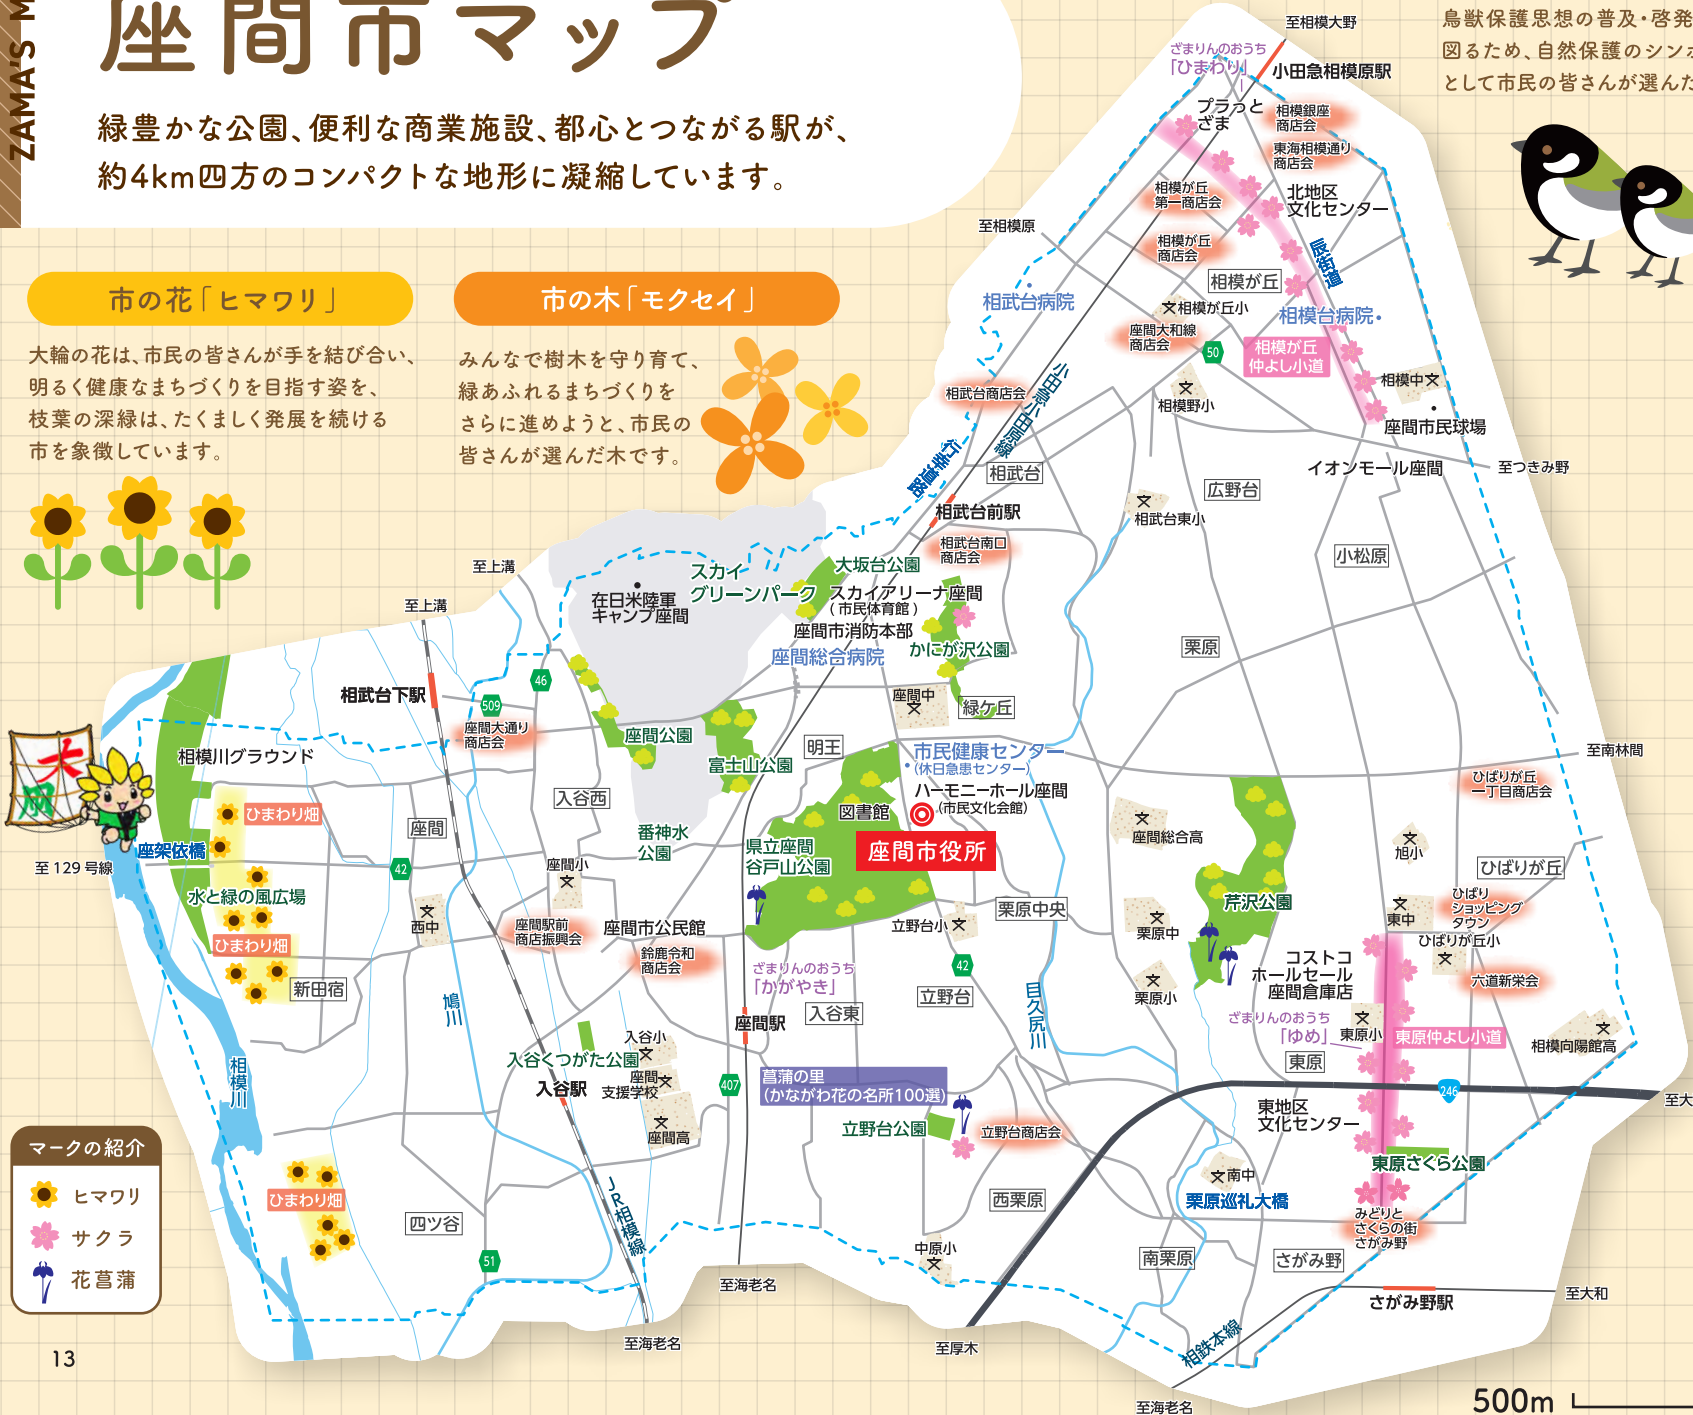 ZAMA'S M
座間市マップ
緑豊かな公園、便利な商業施設、都心とつながる駅が、
約4km四方のコンパクトな地形に凝縮しています。
鳥獣保護思想の普及・啓発
図るため、自然保護のシンボ
として市民の皆さんが選んだ
市の花「ヒマワリ」
大輪の花は、市民の皆さんが手を結び合い、
明るく健康なまちづくりを目指す姿を、
枝葉の深緑は、たくましく発展を続ける
市を象徴しています。
市の木「モクセイ」
みんなで樹木を守り育て、
緑あふれるまちづくりを
さらに進めようと、市民の
皆さんが選んだ木です。
至相模大野
ざまりんのおうち
「ひまわり」
小田急相模原駅
プラっと
ざま
相模銀座
商店会
東海相模通り
商店会
相模が丘
第一商店会
北地区
文化センター
至相模原
相模が丘
商店会
辰街道
相模が丘
相武台病院
相模が丘小
相模台病院
座間大和線
商店会
50
相模が丘
仲よし小道
相武台商店会
小田急小田原線
相模野小
相模中
座間市民球場
行幸道路
相武台
イオンモール座間
至つきみ野
広野台
相武台前駅
相武台東小
相武台南口
商店会
小松原
至上溝
スカイ
グリーンパーク
大坂台公園
在日米陸軍
キャンプ座間
スカイアリーナ座間
(市民体育館)
至上溝
座間市消防本部
かにが沢公園
座間総合病院
栗原
46
相武台下駅
509
座間中
緑ケ丘
座間大通り
商店会
座間公園
明王
市民健康センター
(休日急患センター)
至南林間
大凧
相模川グラウンド
富士山公園
ハーモニーホール座間
(市民文化会館)
ひばりが丘
一丁目商店会
入谷西
図書館
ひまわり畑
座間
番神水
公園
県立座間
谷戸山公園
座間市役所
座間総合高
旭小
座架依橋
至129号線
42
座間小
ひばりが丘
水と緑の風広場
芹沢公園
ひばり
ショッピング
タウン
西中
座間駅前
商店振興会
座間市公民館
立野台小
栗原中央
栗原中
東中
ひばりが丘小
ひまわり畑
鈴鹿令和
商店会
ざまりんのおうち
「かがやき」
42
コストコ
ホールセール
座間倉庫店
六道新栄会
新田宿
鳩川
立野台
目久尻川
栗原小
入谷東
座間駅
ざまりんのおうち
「ゆめ」
東原小
東原仲よし小道
相模向陽館高
入谷小
入谷くつがた公園
東原
相模川
入谷駅
座間
支援学校
407
菖蒲の里
(かながわ花の名所100選)
246
至大
座間高
立野台公園
立野台商店会
東地区
文化センター
東原さくら公園
マークの紹介
ヒマワリ
サクラ
花菖蒲
ひまわり畑
JR相模線
南中
栗原巡礼大橋
西栗原
四ツ谷
みどりと
さくらの街
さがみ野
51
中原小
南栗原
さがみ野
至海老名
さがみ野駅
至大和
至海老名
至厚木
相鉄本線
至海老名
13
500m